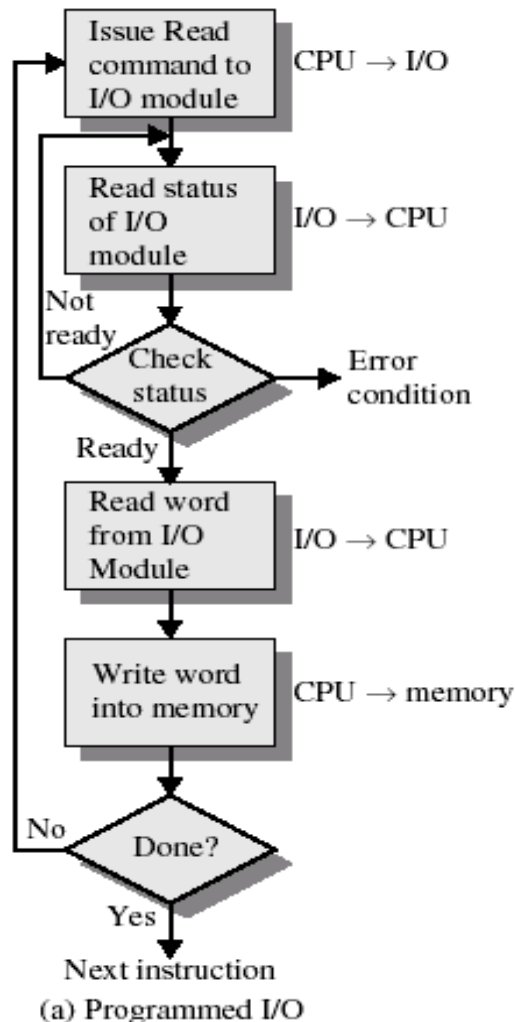 Issue Read
command to
I/O module
CPU → I/O
Read status
of I/O
module
I/O → CPU
Not
ready
Check
status
Error
condition
Ready
Read word
from I/O
Module
I/O → CPU
Write word
into memory
CPU → memory
No
Done?
Yes
Next instruction
(a) Programmed I/O